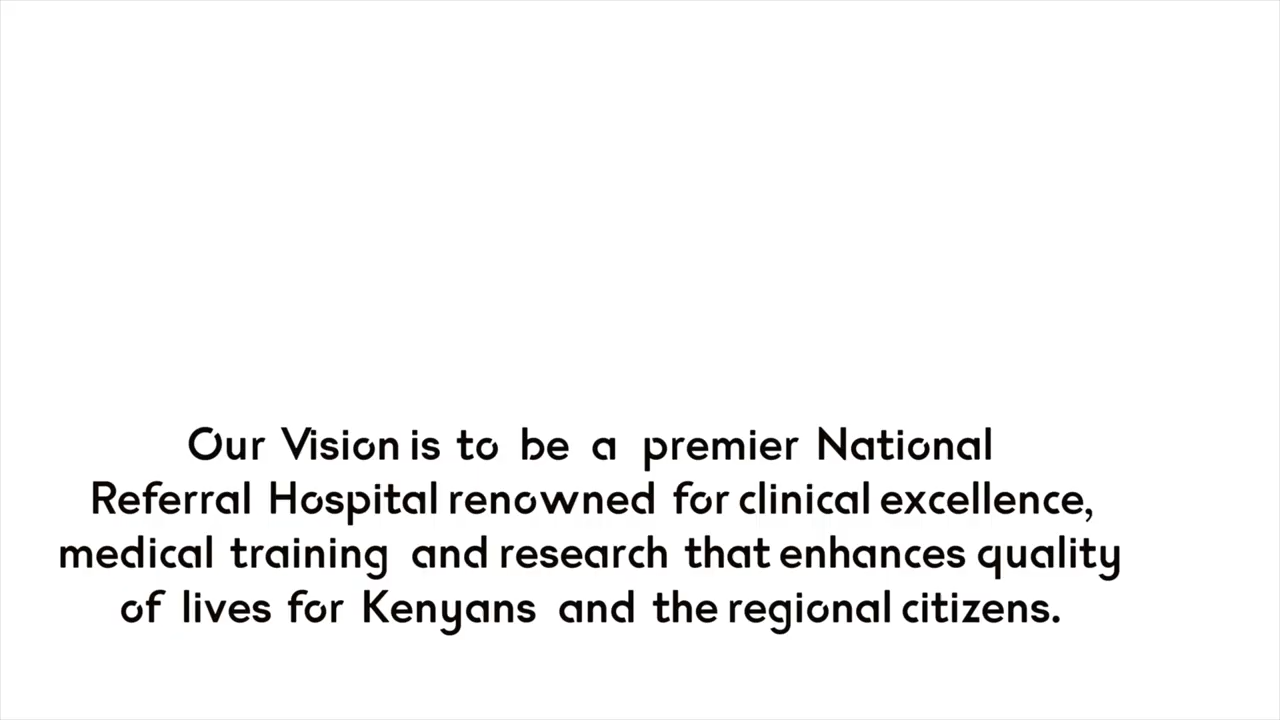 Our Vision is to be a premier National
Referral Hospital renowned for clinical excellence,
medical training and research that enhances quality
of lives for Kenyans and the regional citizens.